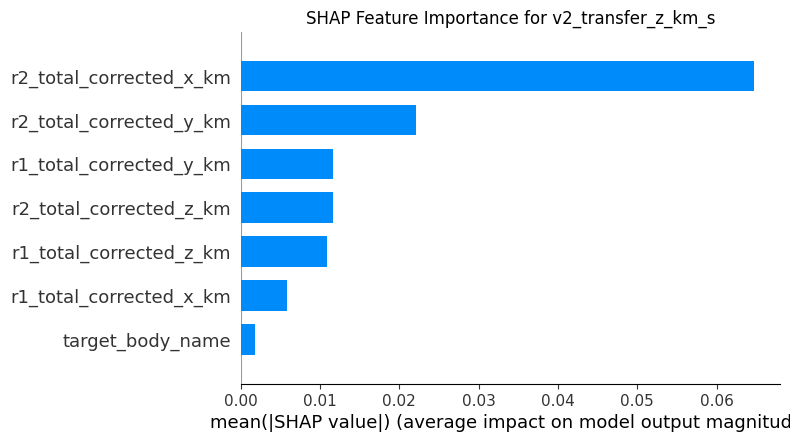 SHAP Feature Importance for v2_transfer_z_km_s
r2_total_corrected_x_km
r2_total_corrected_y_km
r1_total_corrected_y_km
r2_total_corrected_z_km
r1_total_corrected_z_km
r1_total_corrected_x_km
target_body_name
0.00 0.01 0.02 0.03 0.04 0.05 0.06
mean(|SHAP value|) (average impact on model output magnitud